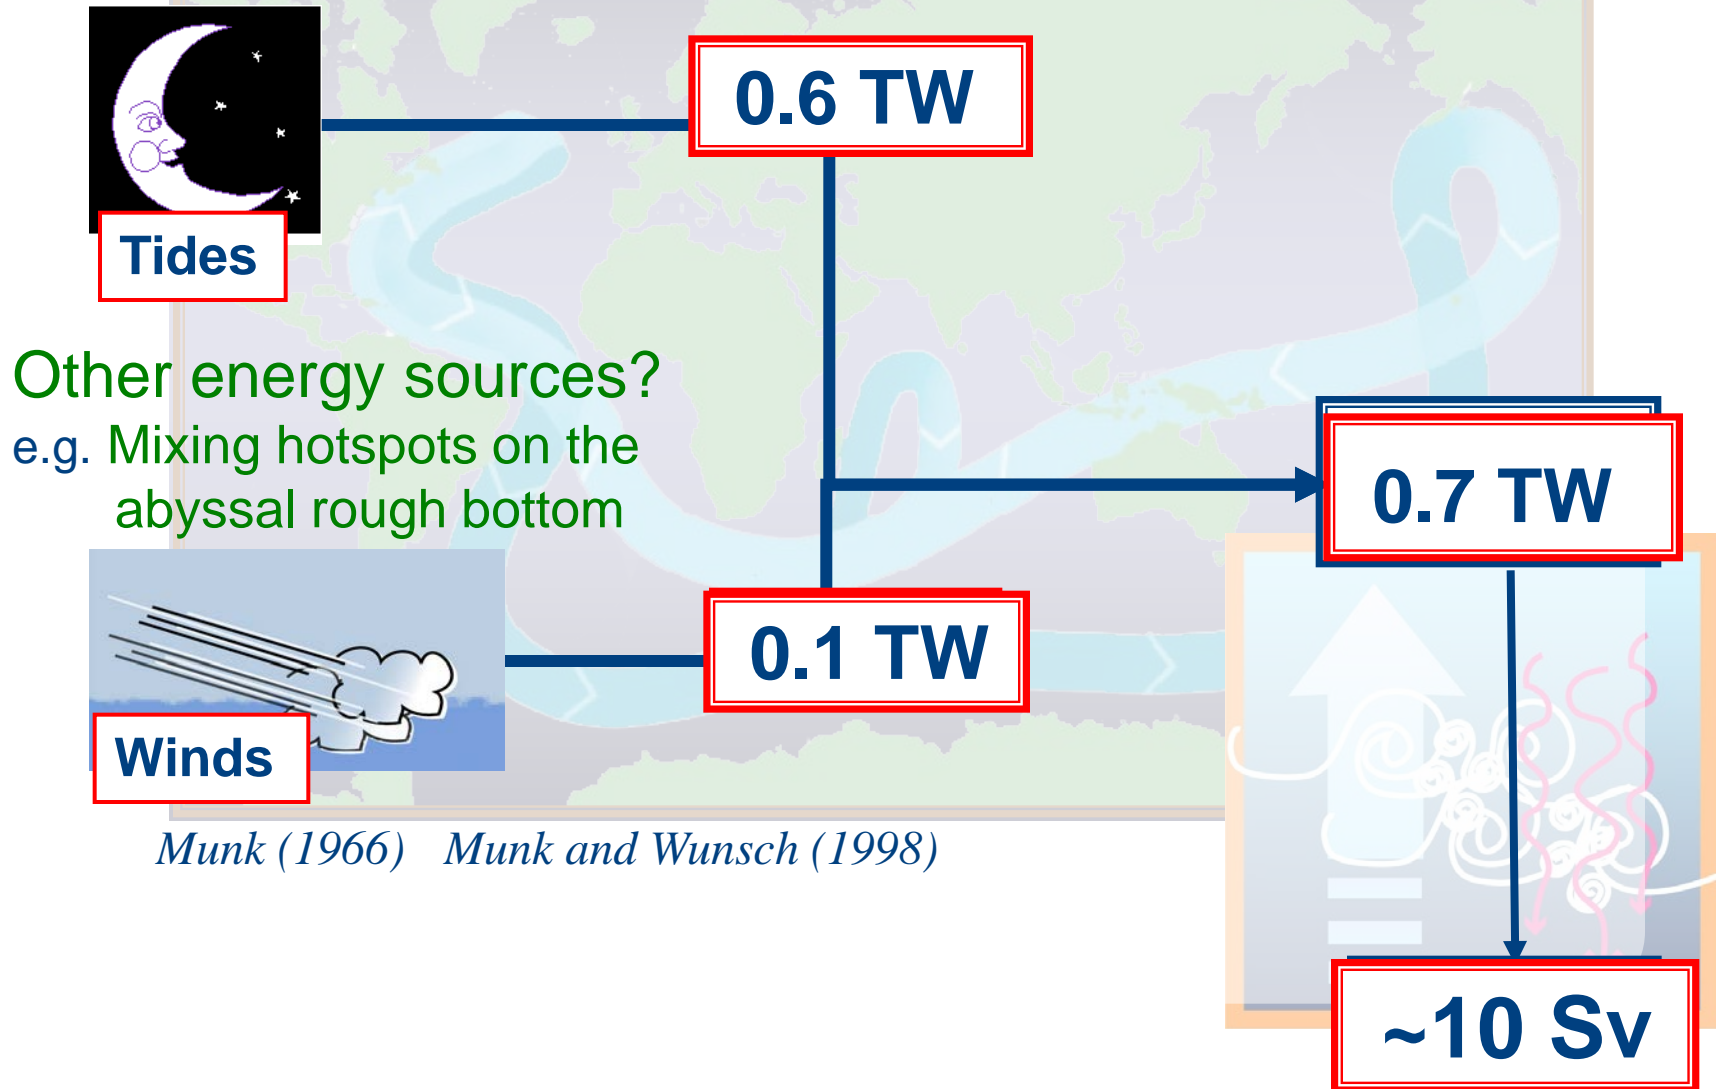 0.6 TW
Tides
Other energy sources?
e.g. Mixing hotspots on the
abyssal rough bottom
0.7 TW
0.1 TW
Winds
Munk (1966) Munk and Wunsch (1998)
~10 Sv